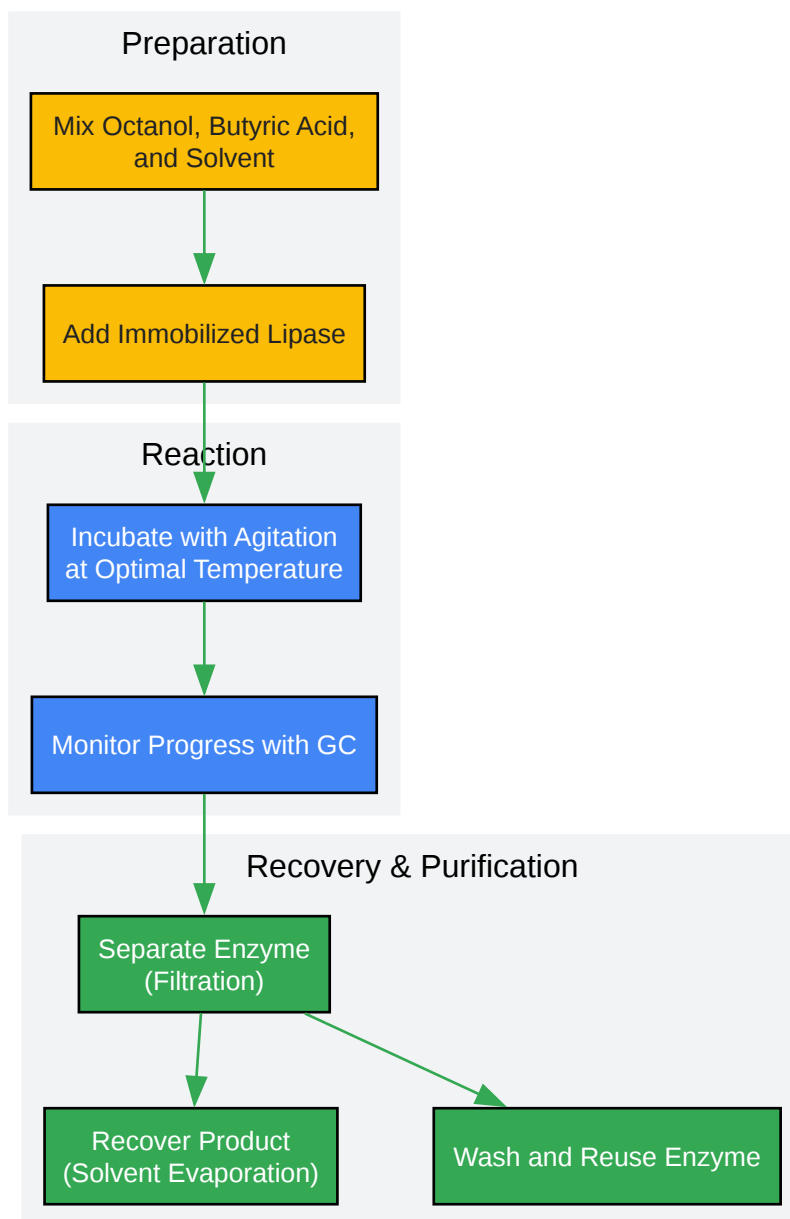 Preparation
Mix Octanol, Butyric Acid,
and Solvent
Add Immobilized Lipase
Reaction
Incubate with Agitation
at Optimal Temperature
Monitor Progress with GC
Recovery & Purification
Separate Enzyme
(Filtration)
Recover Product
(Solvent Evaporation)
Wash and Reuse Enzyme